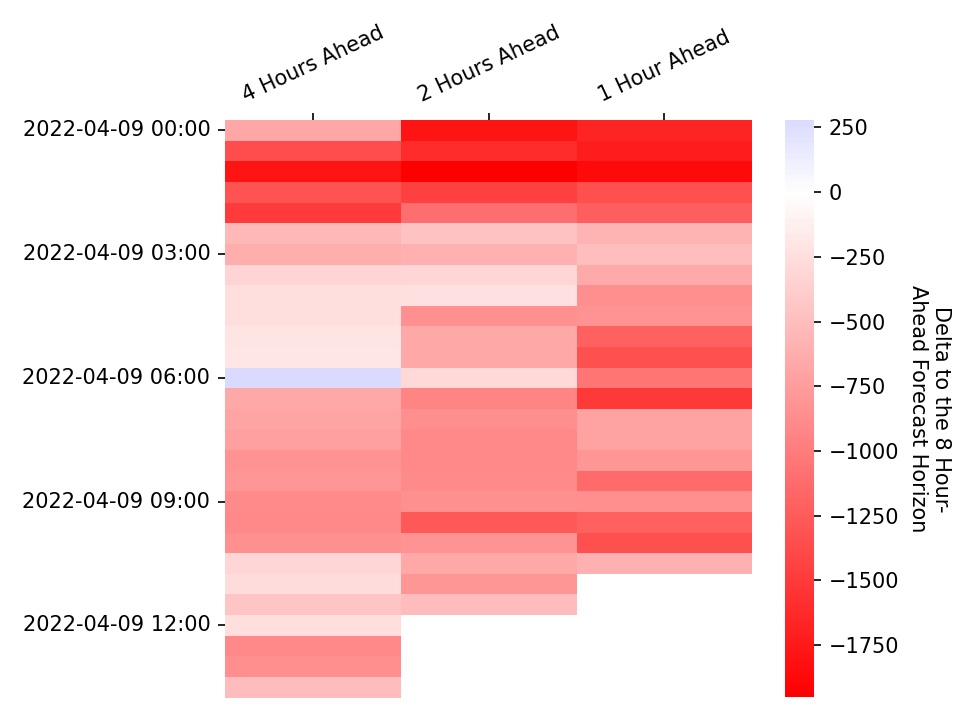 4 Hours Ahead
2 Hours Ahead
1 Hour Ahead
2022-04-09 00:00
2022-04-09 03:00
2022-04-09 06:00
2022-04-09 09:00
2022-04-09 12:00
250
0
−250
−500
−750
−1000
−1250
−1500
−1750
Delta to the 8 Hour-
Ahead Forecast Horizon